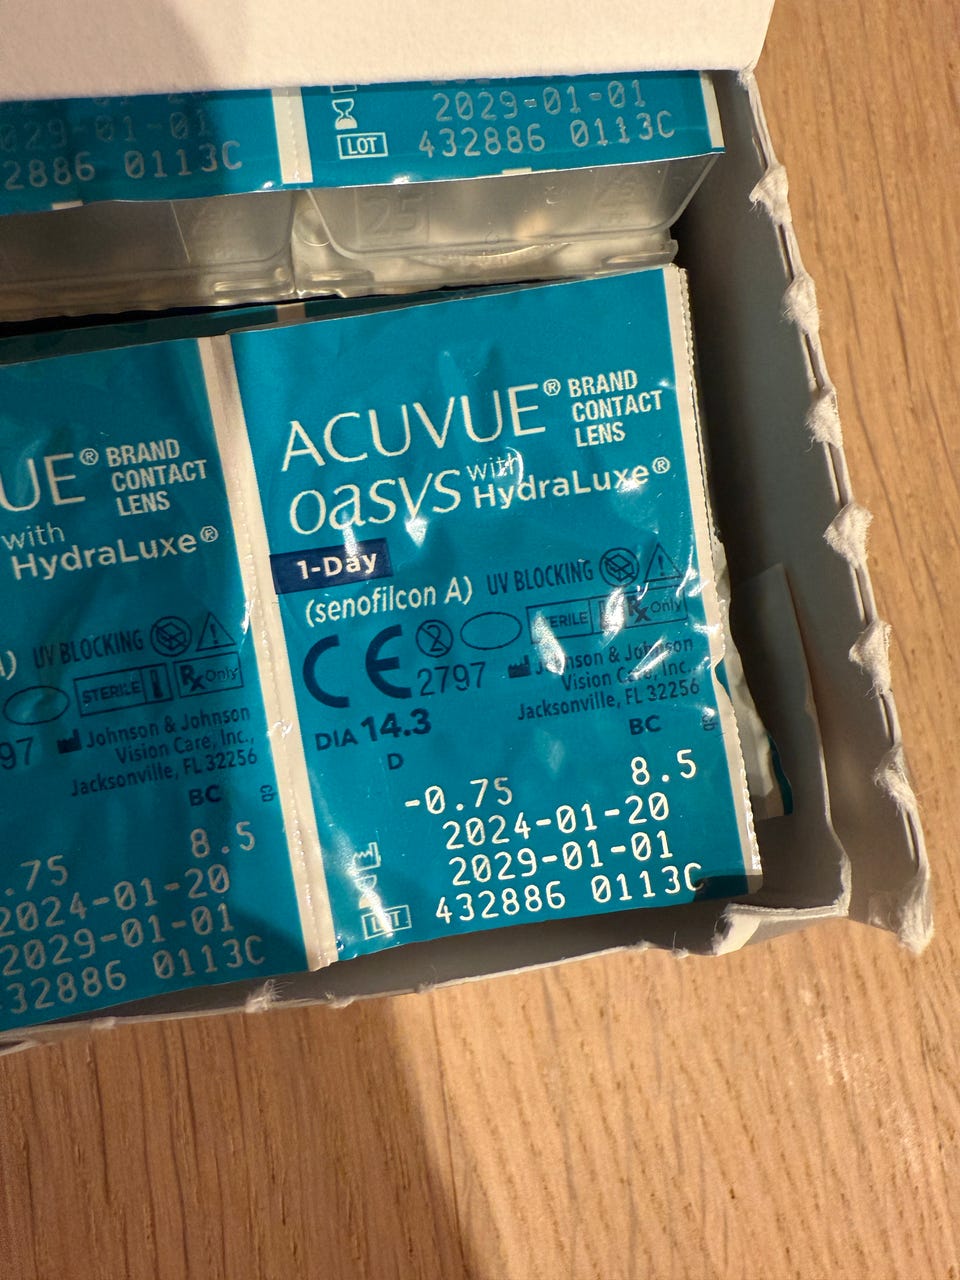 2029-01-01
432886 0113C
LOT
029-01-01
2886 0113C
25
ACUVUE® BRAND
CONTACT
LENS
oasys with
HydraLuxe®
1-Day
(senofilcon A) UV BLOCKING
CE 2797
STERILE Rx Only
Johnson & Johnson
Vision Care, Inc.,
Jacksonville, FL 32256
DIA 14.3 BC
D
-0.75 8.5
2024-01-20
2029-01-01
LOT 432886 0113C
UE® BRAND
CONTACT
LENS
with
HydraLuxe®
A) UV BLOCKING
STERILE Rx Only
97 Johnson & Johnson
Vision Care, Inc.,
Jacksonville, FL 32256
BC
.75 8.5
2024-01-20
2029-01-01
32886 0113C